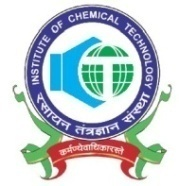 INSTITUTE OF CHEMICAL TECHNOLOGY
रसायन तंत्रज्ञान संस्था
कर्मण्येवाधिकारस्ते